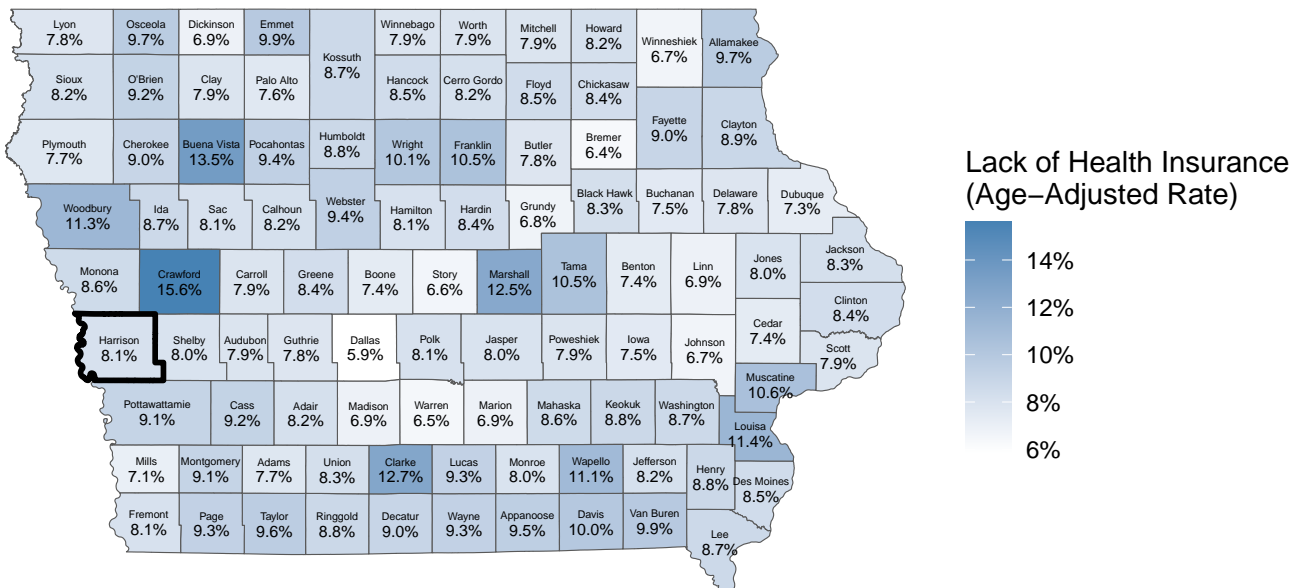 Lyon
7.8%
Osceola
9.7%
Dickinson
6.9%
Emmet
9.9%
Kossuth
8.7%
Winnebago
7.9%
Worth
7.9%
Mitchell
7.9%
Howard
8.2%
Winneshiek
6.7%
Allamakee
9.7%
Sioux
8.2%
O'Brien
9.2%
Clay
7.9%
Palo Alto
7.6%
Hancock
8.5%
Cerro Gordo
8.2%
Floyd
8.5%
Chickasaw
8.4%
Fayette
9.0%
Clayton
8.9%
Plymouth
7.7%
Cherokee
9.0%
Buena Vista
13.5%
Pocahontas
9.4%
Humboldt
8.8%
Wright
10.1%
Franklin
10.5%
Butler
7.8%
Bremer
6.4%
Woodbury
11.3%
Ida
8.7%
Sac
8.1%
Calhoun
8.2%
Webster
9.4%
Hamilton
8.1%
Hardin
8.4%
Grundy
6.8%
Black Hawk
8.3%
Buchanan
7.5%
Delaware
7.8%
Dubuque
7.3%
Monona
8.6%
Crawford
15.6%
Carroll
7.9%
Greene
8.4%
Boone
7.4%
Story
6.6%
Marshall
12.5%
Tama
10.5%
Benton
7.4%
Linn
6.9%
Jones
8.0%
Jackson
8.3%
Clinton
8.4%
Harrison
8.1%
Shelby
8.0%
Audubon
7.9%
Guthrie
7.8%
Dallas
5.9%
Polk
8.1%
Jasper
8.0%
Poweshiek
7.9%
Iowa
7.5%
Johnson
6.7%
Cedar
7.4%
Scott
7.9%
Muscatine
10.6%
Pottawattamie
9.1%
Cass
9.2%
Adair
8.2%
Madison
6.9%
Warren
6.5%
Marion
6.9%
Mahaska
8.6%
Keokuk
8.8%
Washington
8.7%
Louisa
11.4%
Mills
7.1%
Montgomery
9.1%
Adams
7.7%
Union
8.3%
Clarke
12.7%
Lucas
9.3%
Monroe
8.0%
Wapello
11.1%
Jefferson
8.2%
Henry
8.8%
Des Moines
8.5%
Fremont
8.1%
Page
9.3%
Taylor
9.6%
Ringgold
8.8%
Decatur
9.0%
Wayne
9.3%
Appanoose
9.5%
Davis
10.0%
Van Buren
9.9%
Lee
8.7%
Lack of Health Insurance
(Age−Adjusted Rate)
14%
12%
10%
8%
6%